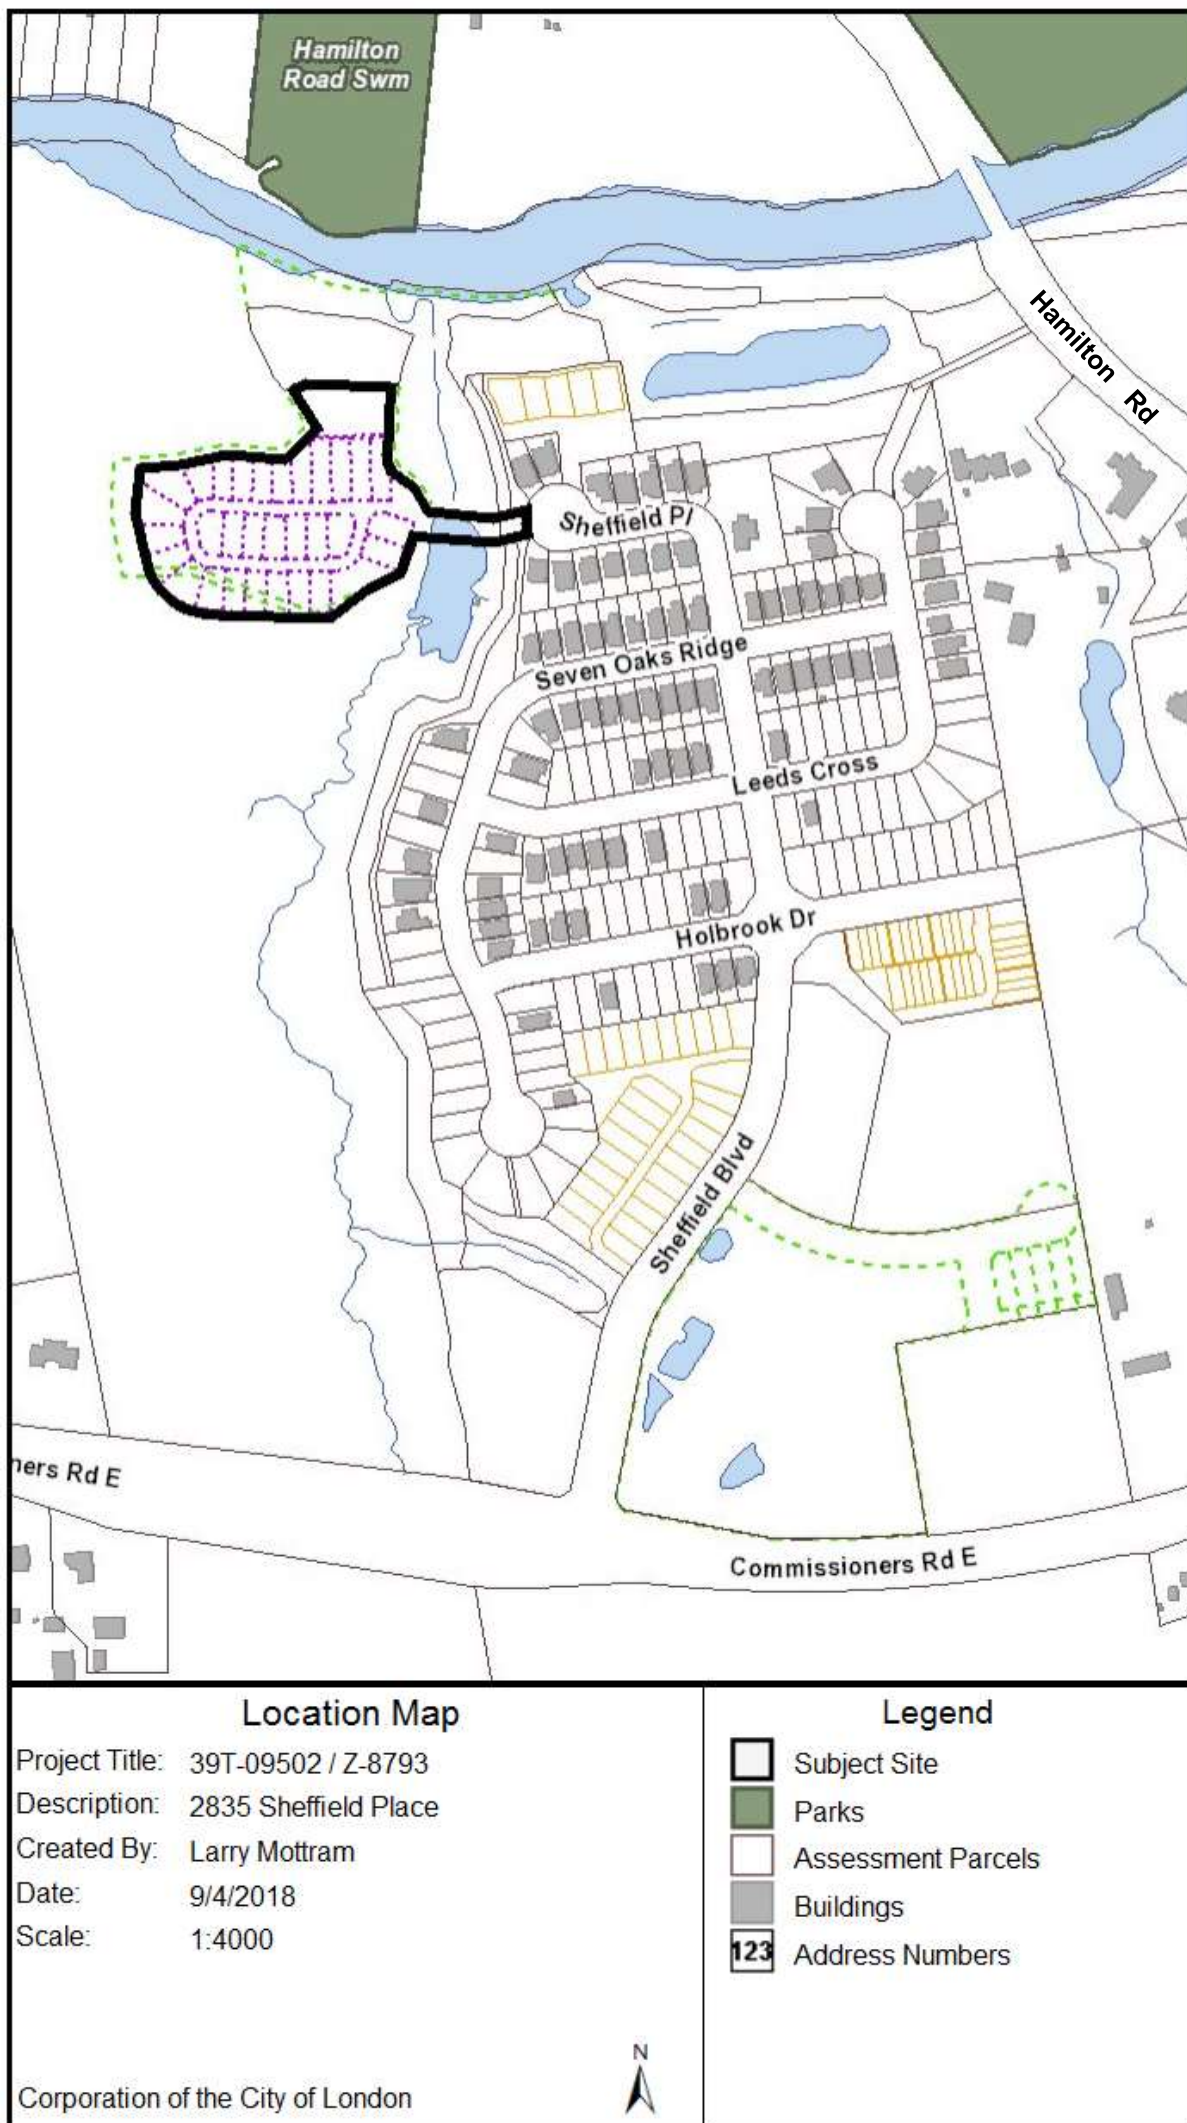 Hamilton
Road Swm
Hamilton Rd
Sheffield Pl
Seven Oaks Ridge
Leeds Cross
Holbrook Dr
Sheffield Blvd
ners Rd E
Commissioners Rd E
Location Map
Project Title: 39T-09502 / Z-8793
Description: 2835 Sheffield Place
Created By: Larry Mottram
Date: 9/4/2018
Scale: 1:4000
N
Corporation of the City of London
Legend
Subject Site
Parks
Assessment Parcels
Buildings
123 Address Numbers